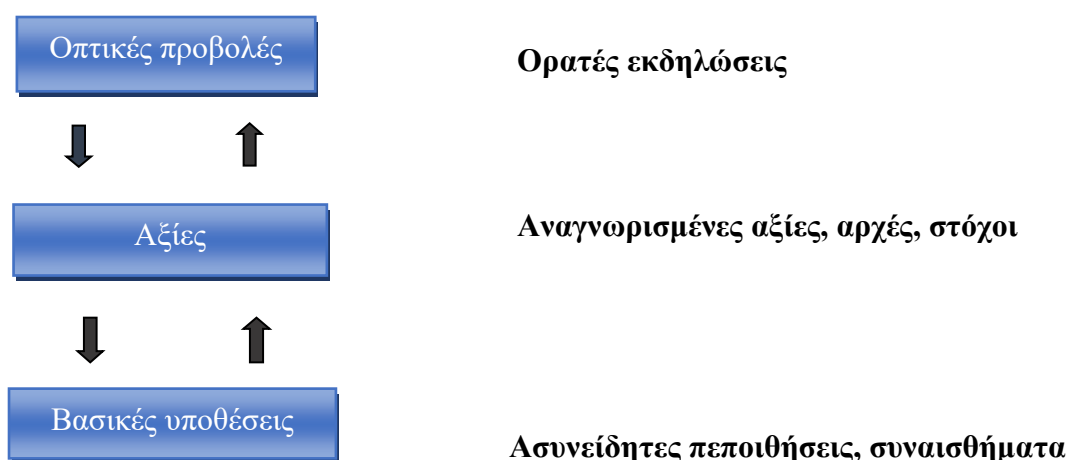 Οπτικές προβολές
Ορατές εκδηλώσεις
Αξίες
Αναγνωρισμένες αξίες, αρχές, στόχοι
Βασικές υποθέσεις
Ασυνείδητες πεποιθήσεις, συναισθήματα